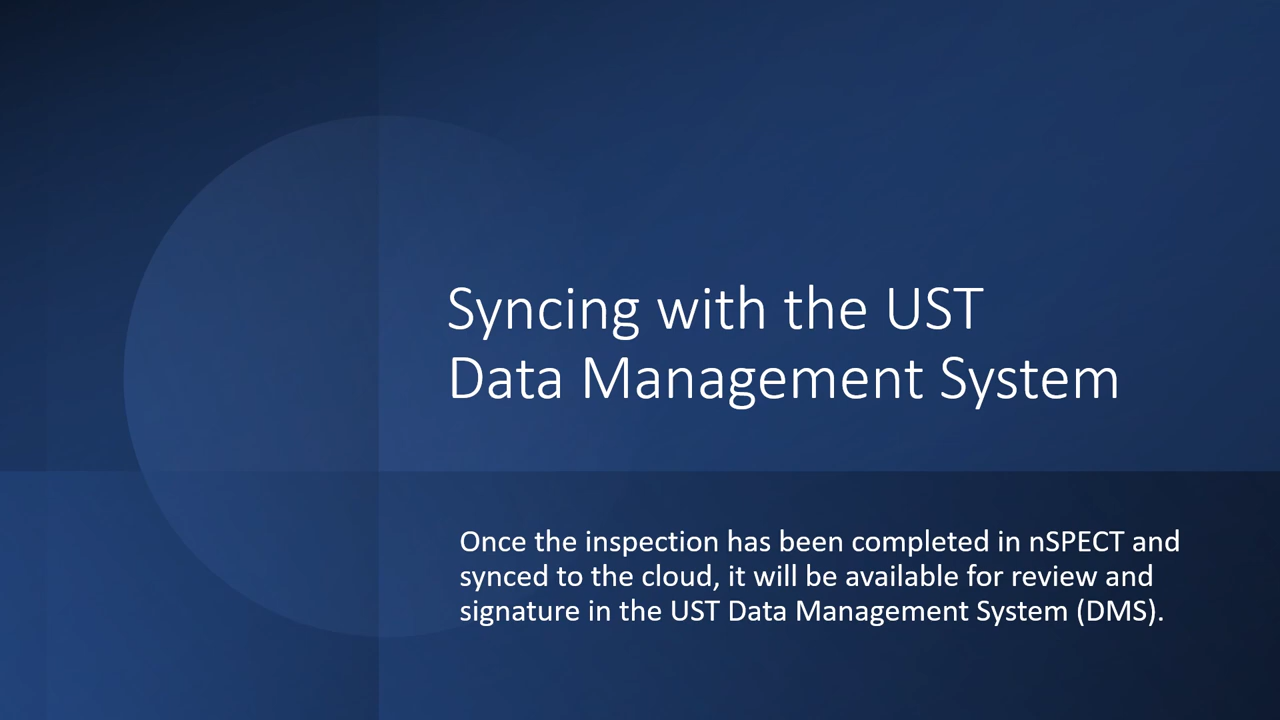 Syncing with the UST
Data Management System
Once the inspection has been completed in nSPECT and
synced to the cloud, it will be available for review and
signature in the UST Data Management System (DMS).